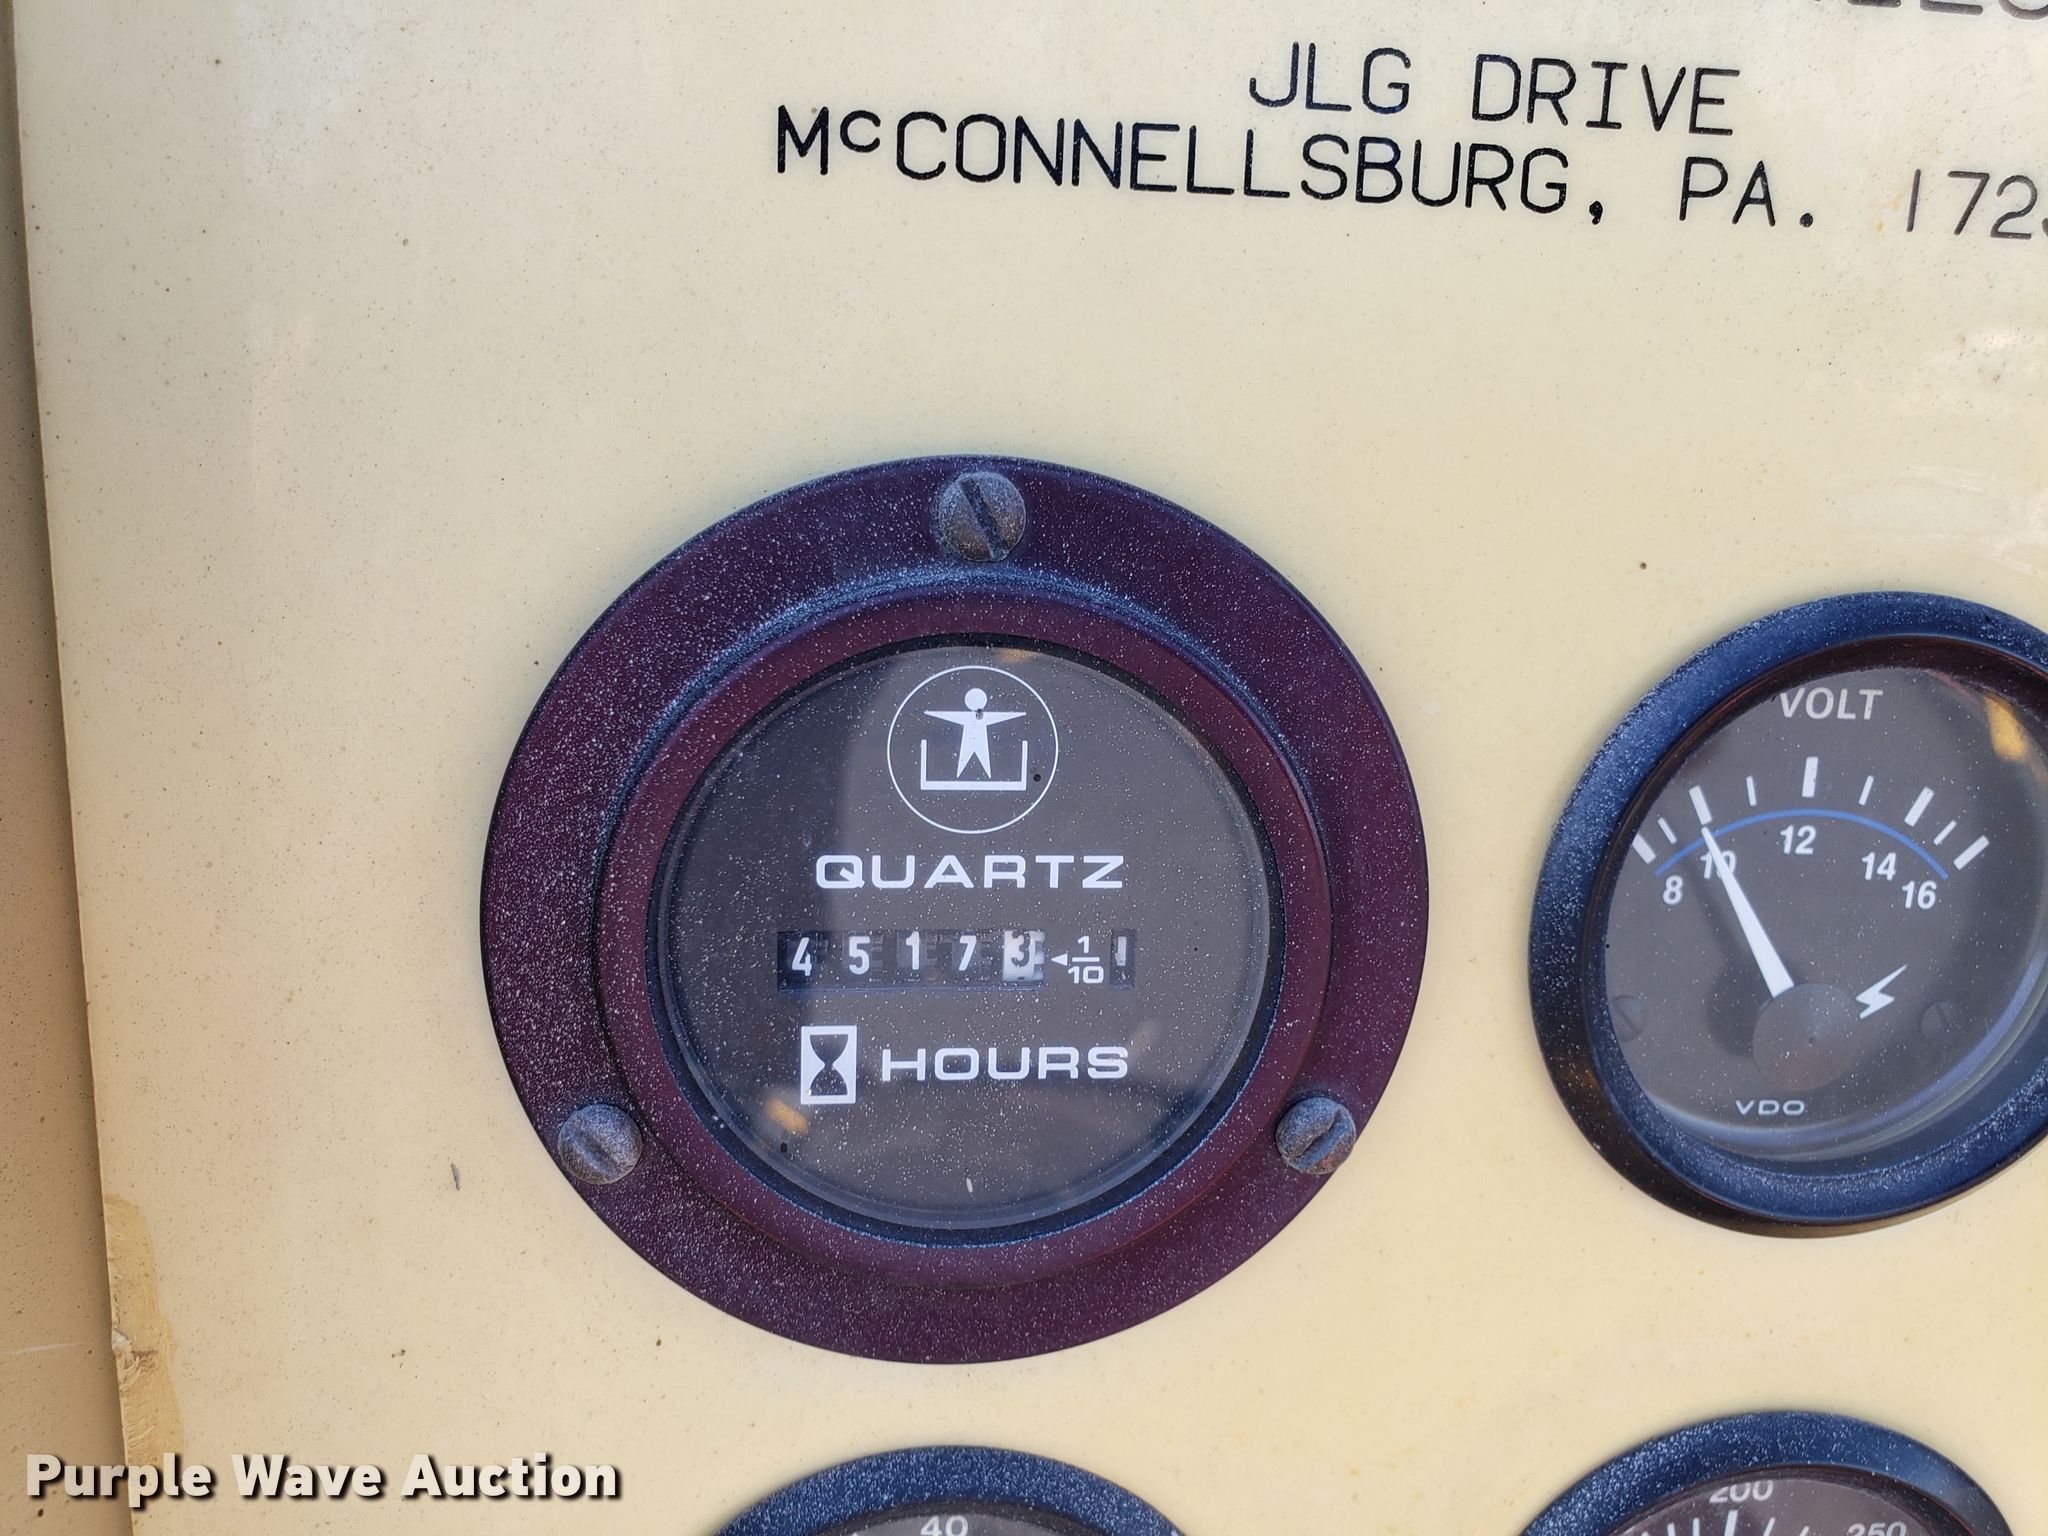 JLG DRIVE
McCONNELLSBURG, PA. 172
QUARTZ
4 5 1 7 3 1/10
HOURS
VOLT
8 10 12 14 16
VDO
40
200
250
Purple Wave Auction